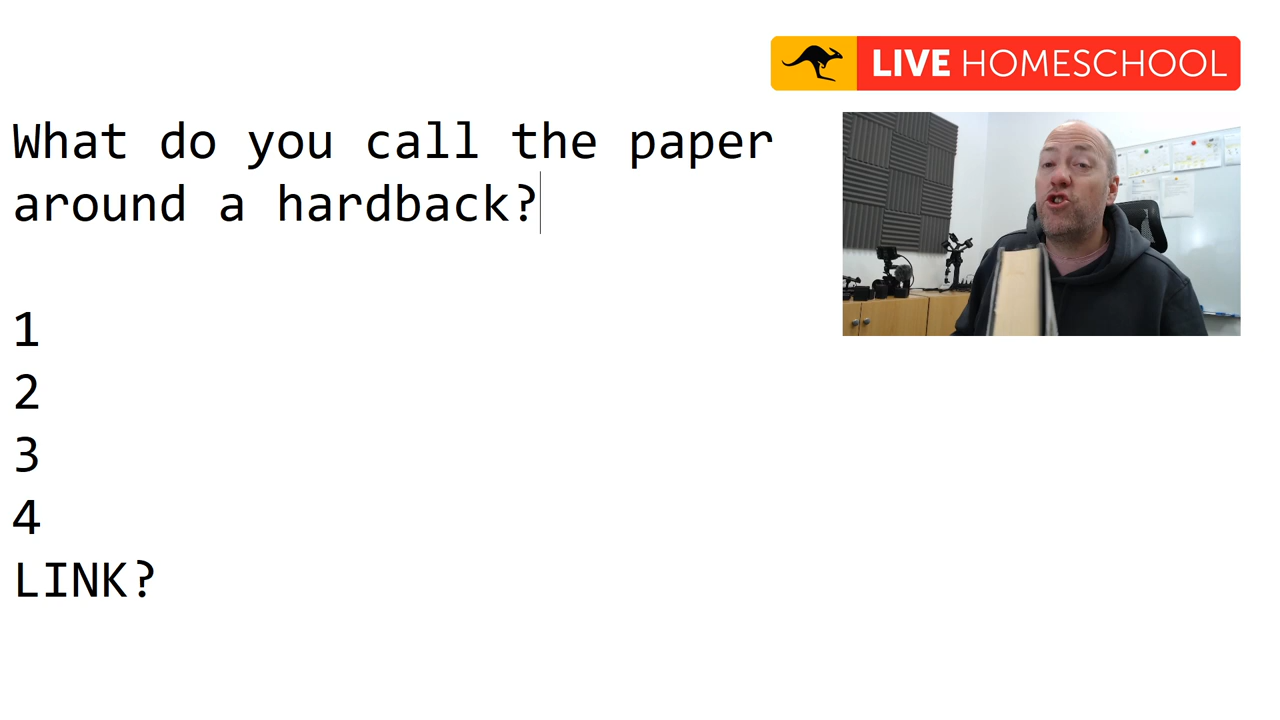 LIVE HOMESCHOOL
What do you call the paper
around a hardback?
1
2
3
4
LINK?